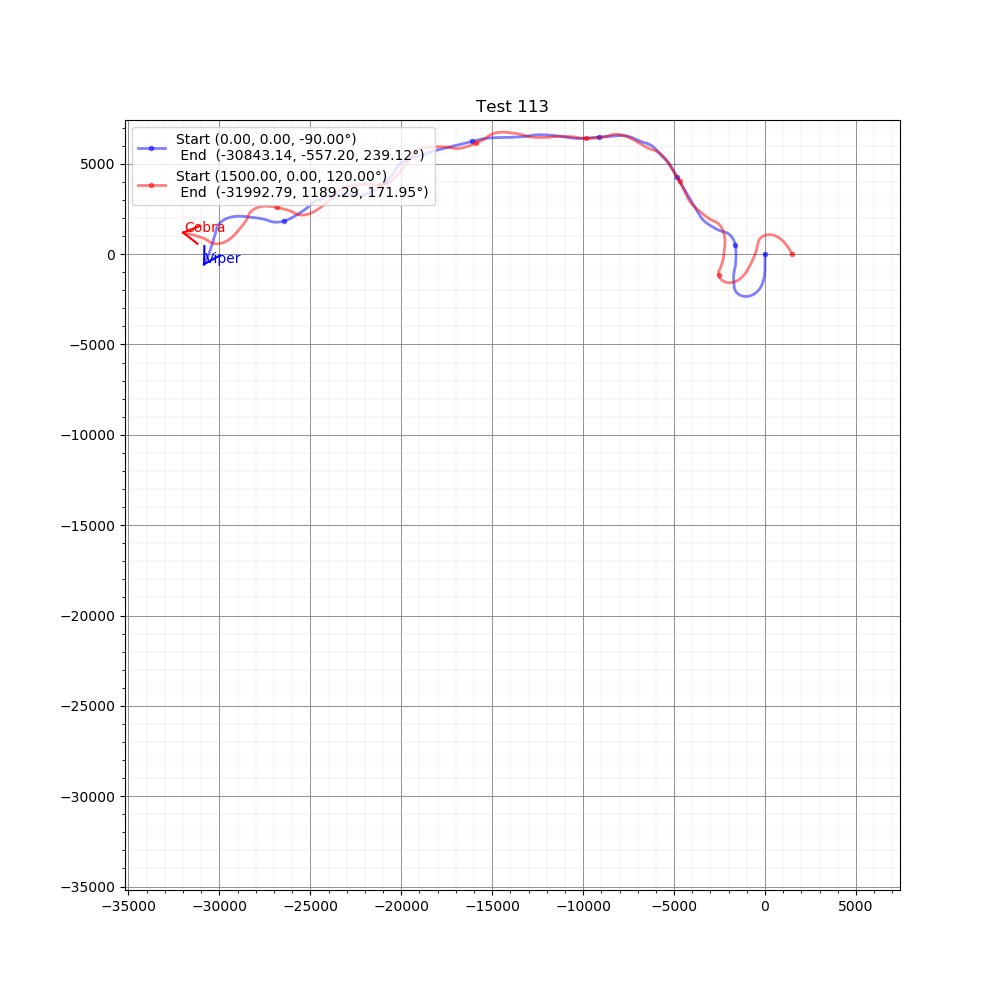 Test 113
Start (0.00, 0.00, -90.00°)
End (-30843.14, -557.20, 239.12°)
Start (1500.00, 0.00, 120.00°)
End (-31992.79, 1189.29, 171.95°)
Cobra
Viper
5000
0
−5000
−10000
−15000
−20000
−25000
−30000
−35000
−35000 −30000 −25000 −20000 −15000 −10000 −5000 0 5000